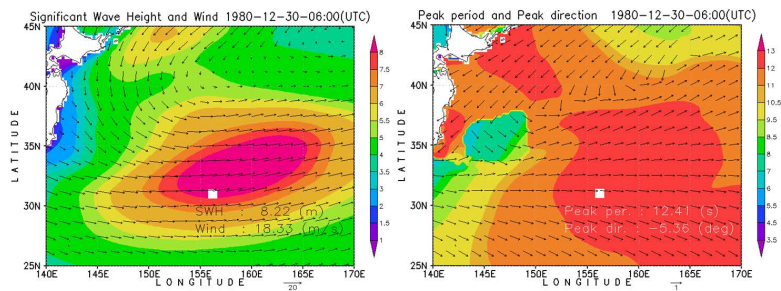 Significant Wave Height and Wind 1980-12-30-06:00(UTC)
45N
40N
35N
30N
25N
LATITUDE
140E 145E 150E 155E 160E 165E 170E
LONGITUDE
20
SWH : 8.22 (m)
Wind : 18.33 (m/s)
8
7.5
7
6.5
6
5.5
5
4.5
4
3.5
3
2.5
2
1.5
1
Peak period and Peak direction 1980-12-30-06:00(UTC)
45N
40N
35N
30N
25N
LATITUDE
140E 145E 150E 155E 160E 165E 170E
LONGITUDE
1
Peak per. : 12.41 (s)
Peak dir. : -5.36 (deg)
13
11.5
10.5
10
9.5
9
8.5
8
7.5
7
6.5
5.5
4.5
3.5